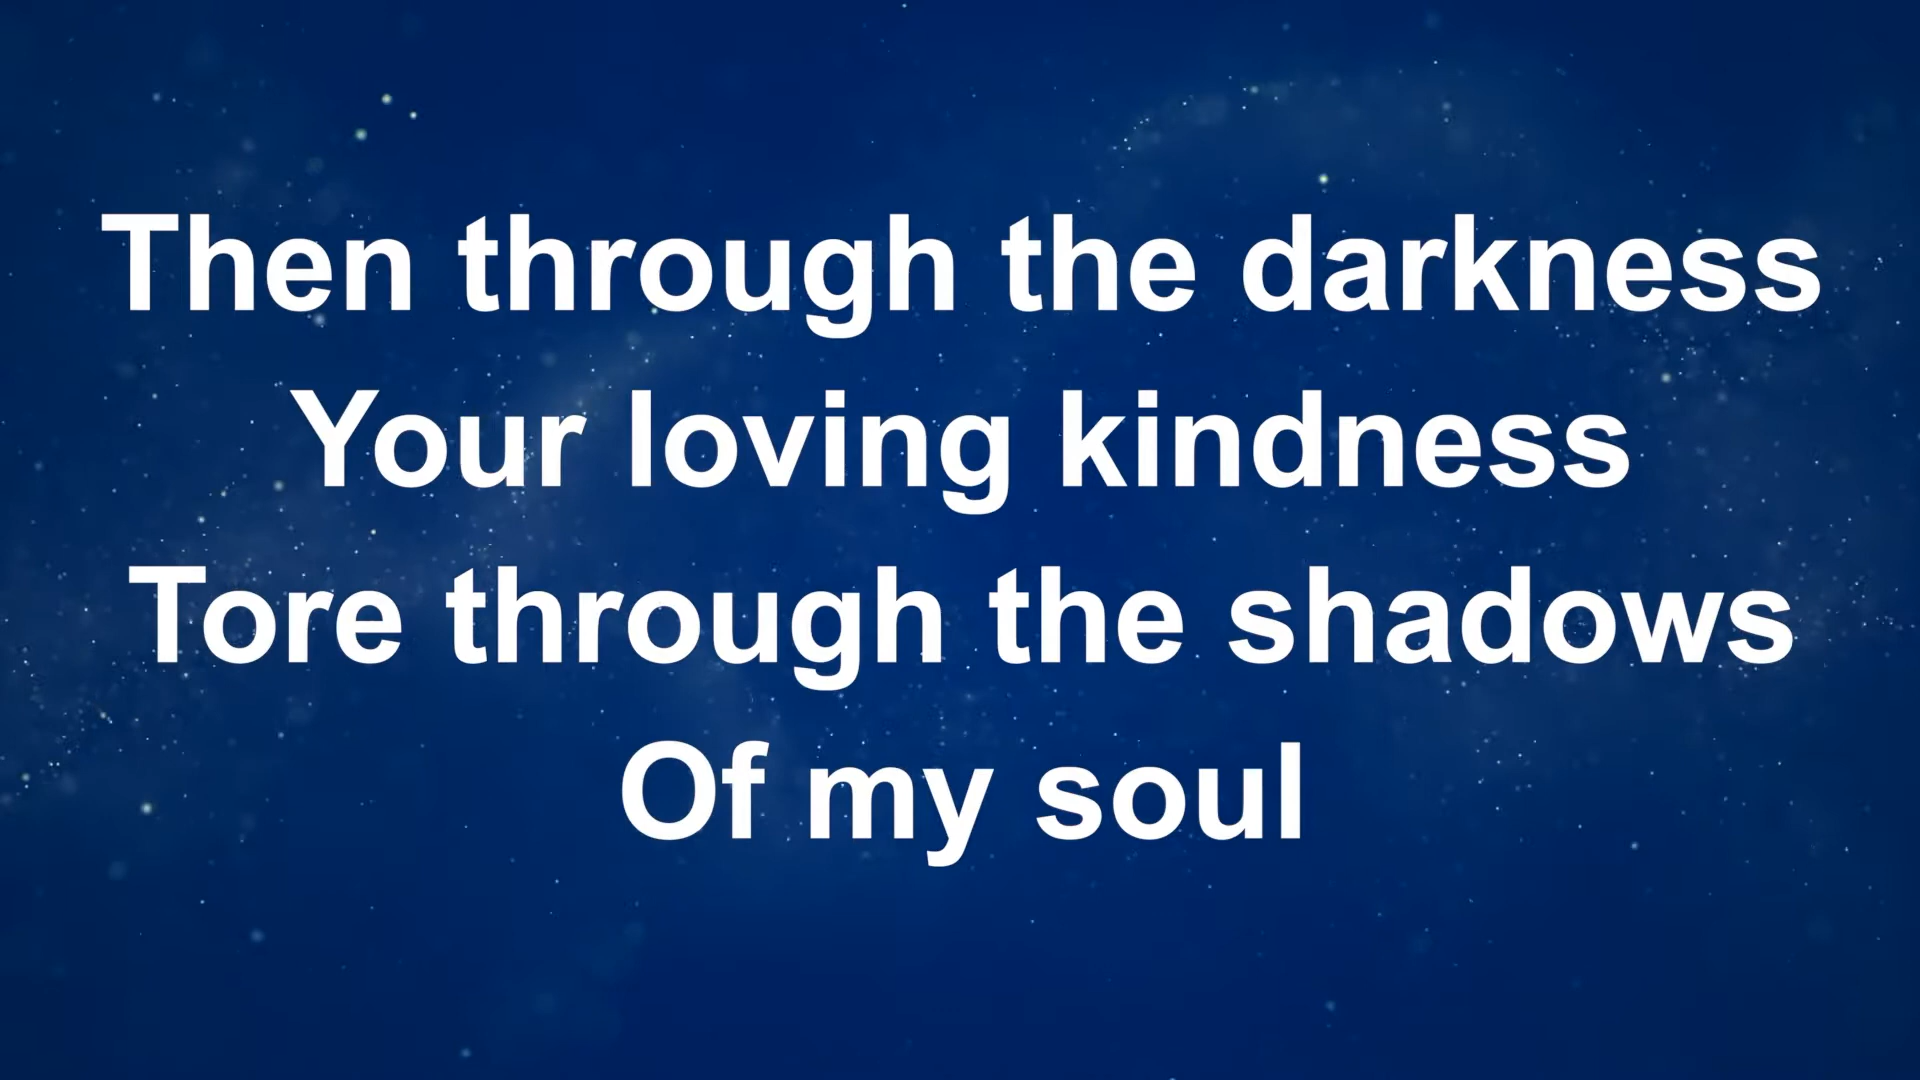 Then through the darkness
Your loving kindness
Tore through the shadows
Of my soul